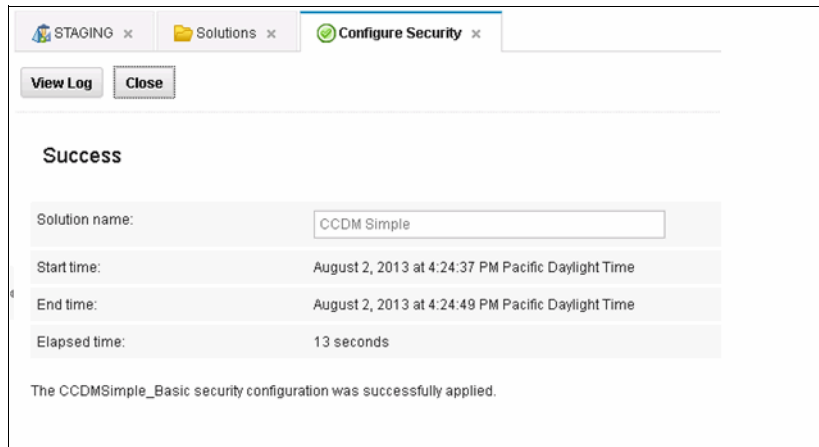 STAGING x Solutions x Configure Security x
View Log Close
Success
Solution name: CCDM Simple
Start time: August 2, 2013 at 4:24:37 PM Pacific Daylight Time
End time: August 2, 2013 at 4:24:49 PM Pacific Daylight Time
Elapsed time: 13 seconds
The CCDMSimple_Basic security configuration was successfully applied.